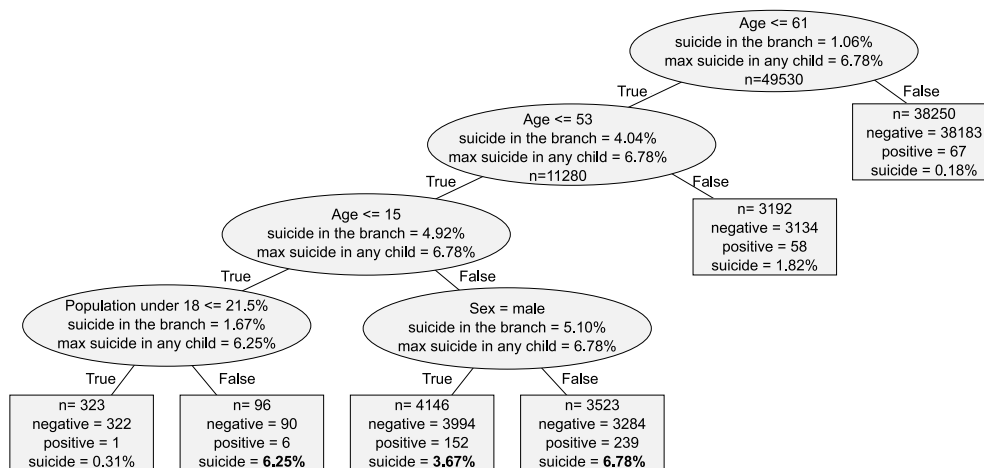 Age <= 61
suicide in the branch = 1.06%
max suicide in any child = 6.78%
n=49530
True
False
Age <= 53
suicide in the branch = 4.04%
max suicide in any child = 6.78%
n=11280
n= 38250
negative = 38183
positive = 67
suicide = 0.18%
True
False
Age <= 15
suicide in the branch = 4.92%
max suicide in any child = 6.78%
n= 3192
negative = 3134
positive = 58
suicide = 1.82%
True
False
Population under 18 <= 21.5%
suicide in the branch = 1.67%
max suicide in any child = 6.25%
Sex = male
suicide in the branch = 5.10%
max suicide in any child = 6.78%
True
False
True
False
n= 323
negative = 322
positive = 1
suicide = 0.31%
n= 96
negative = 90
positive = 6
suicide = 6.25%
n= 4146
negative = 3994
positive = 152
suicide = 3.67%
n= 3523
negative = 3284
positive = 239
suicide = 6.78%